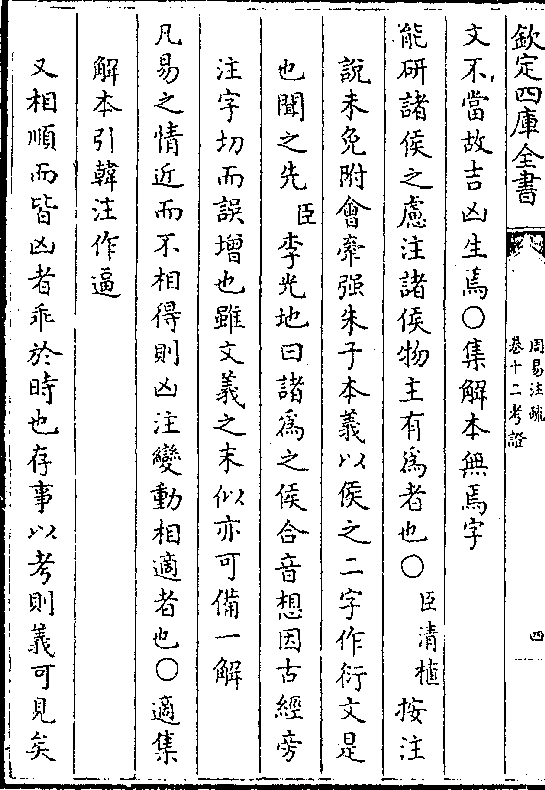 欽定四庫全書
周易注疏
卷十二考證
四
文不當故吉凶生焉○集解本無焉字
能研諸侯之慮注諸侯物主有為者也○臣清植按注
說未免附會牽强朱子本義以侯之二字作衍文是
也聞之先臣李光地曰諸為之侯合音想因古經旁
注字切而誤增也雖文義之末似亦可備一解
凡易之情近而不相得則凶注變動相適者也○適集
解本引韓注作逼
又相順而皆凶者乖於時也存事以考則義可見矣